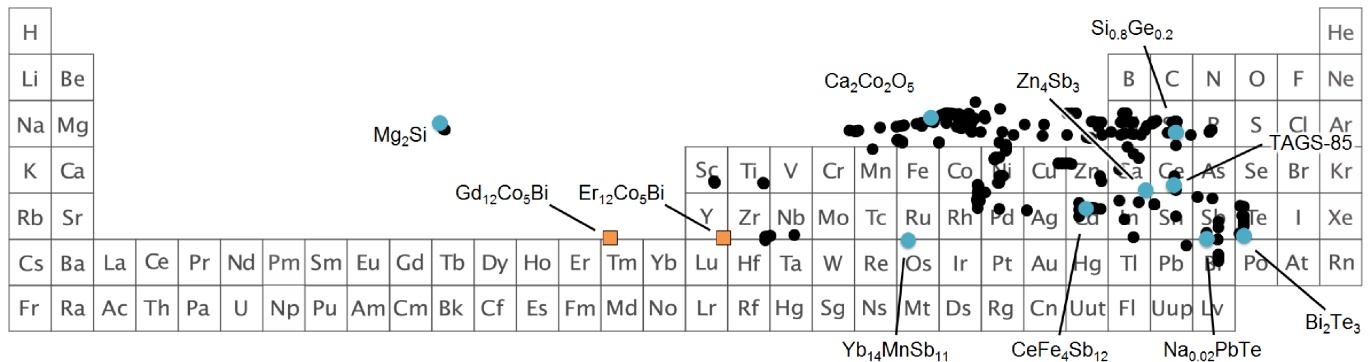 Si0.8Ge0.2
H He
Li Be Ca2Co2O5 Zn4Sb3 B C N O F Ne
Na Mg P S Cl Ar
Mg2Si
TAGS-85
K Ca Sc Ti V Cr Mn Fe Co Ni Cu Zn Ga Ge As Se Br Kr
Gd12Co5Bi Er12Co5Bi
Rb Sr Y Zr Nb Mo Tc Ru Rh Pd Ag Cd In Sn Sb Te I Xe
Cs Ba La Ce Pr Nd Pm Sm Eu Gd Tb Dy Ho Er Tm Yb Lu Hf Ta W Re Os Ir Pt Au Hg Tl Pb Bi Po At Rn
Fr Ra Ac Th Pa U Np Pu Am Cm Bk Cf Es Fm Md No Lr Rf Hg Sg Ns Mt Ds Rg Cn Uut Fl Uup Lv
Bi2Te3
Yb14MnSb11 CeFe4Sb12 Na0.02PbTe